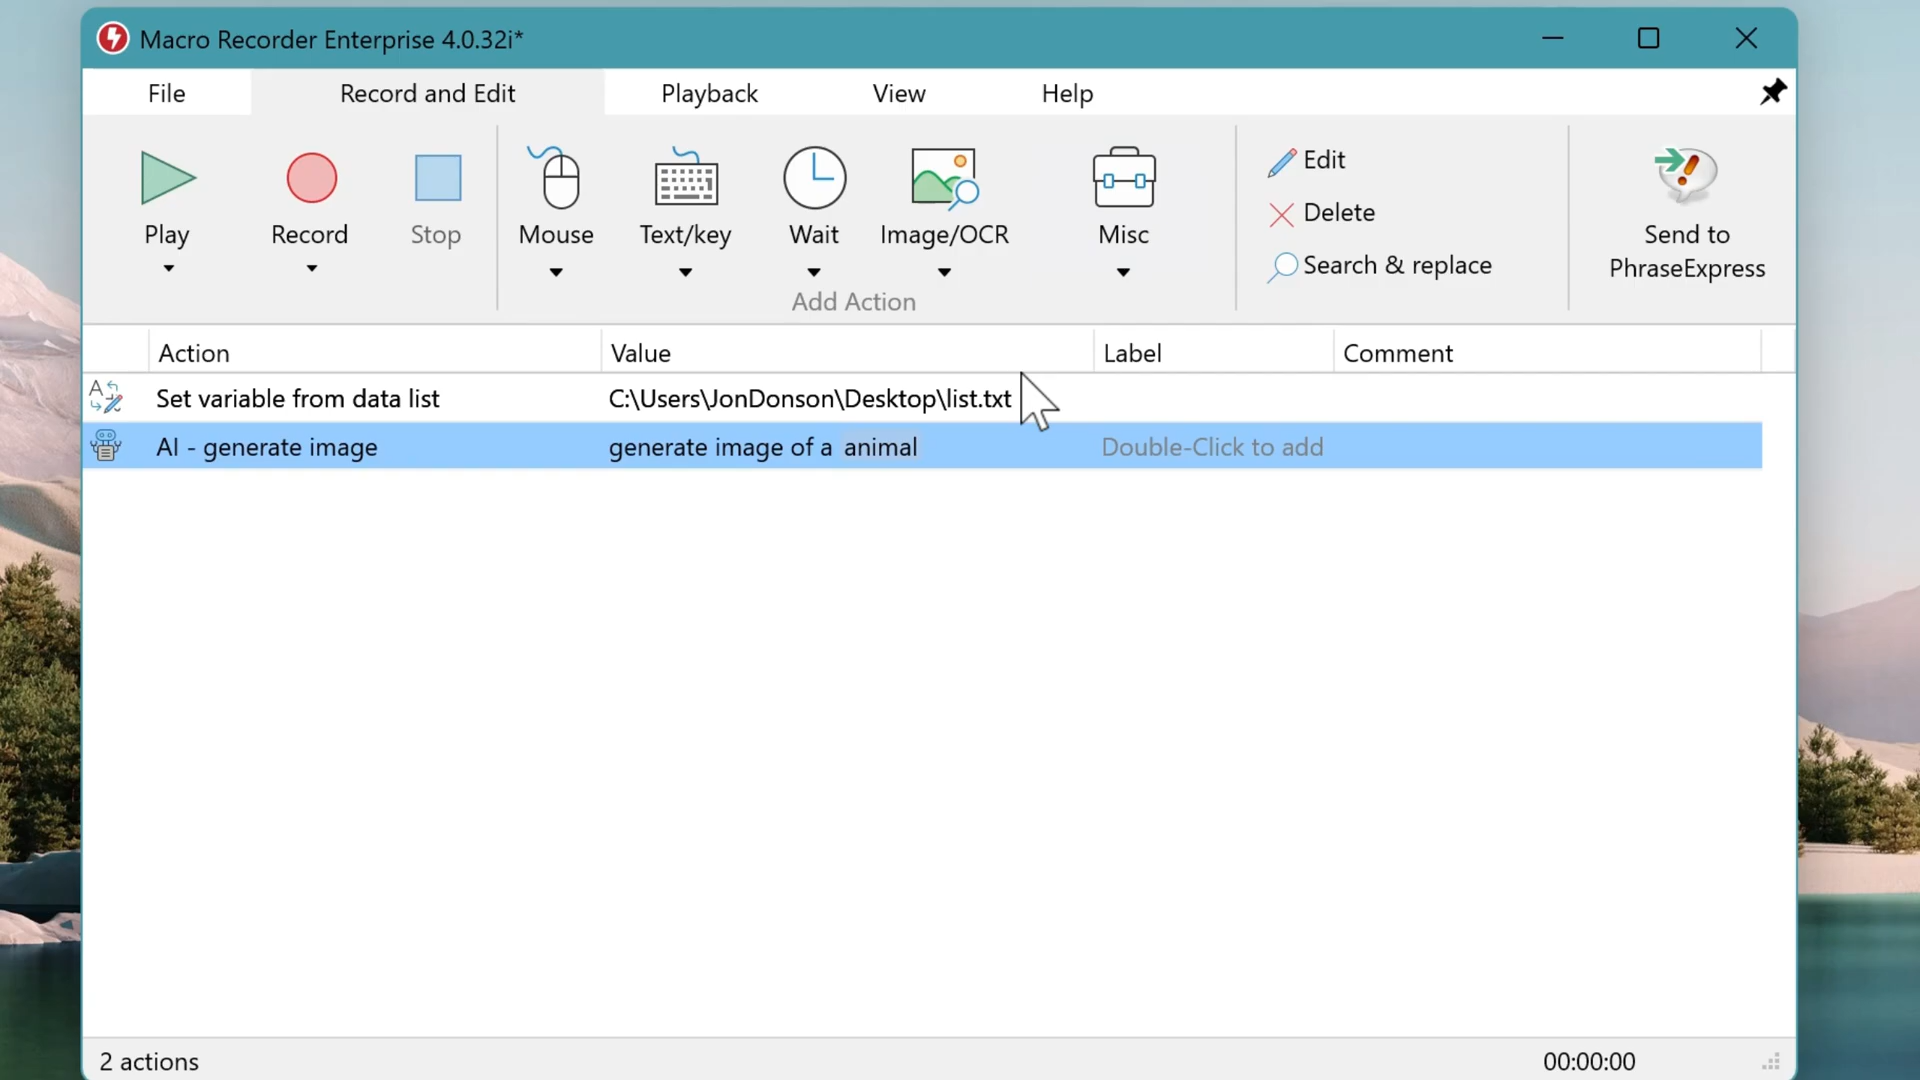 Macro Recorder Enterprise 4.0.32i*
File Record and Edit Playback View Help
Play Record Stop Mouse Text/key Wait Image/OCR Misc
Add Action
Edit
Delete
Search & replace
Send to
PhraseExpress
Action Value Label Comment
Set variable from data list C:\Users\JonDonson\Desktop\list.txt
AI - generate image generate image of a animal Double-Click to add
2 actions 00:00:00